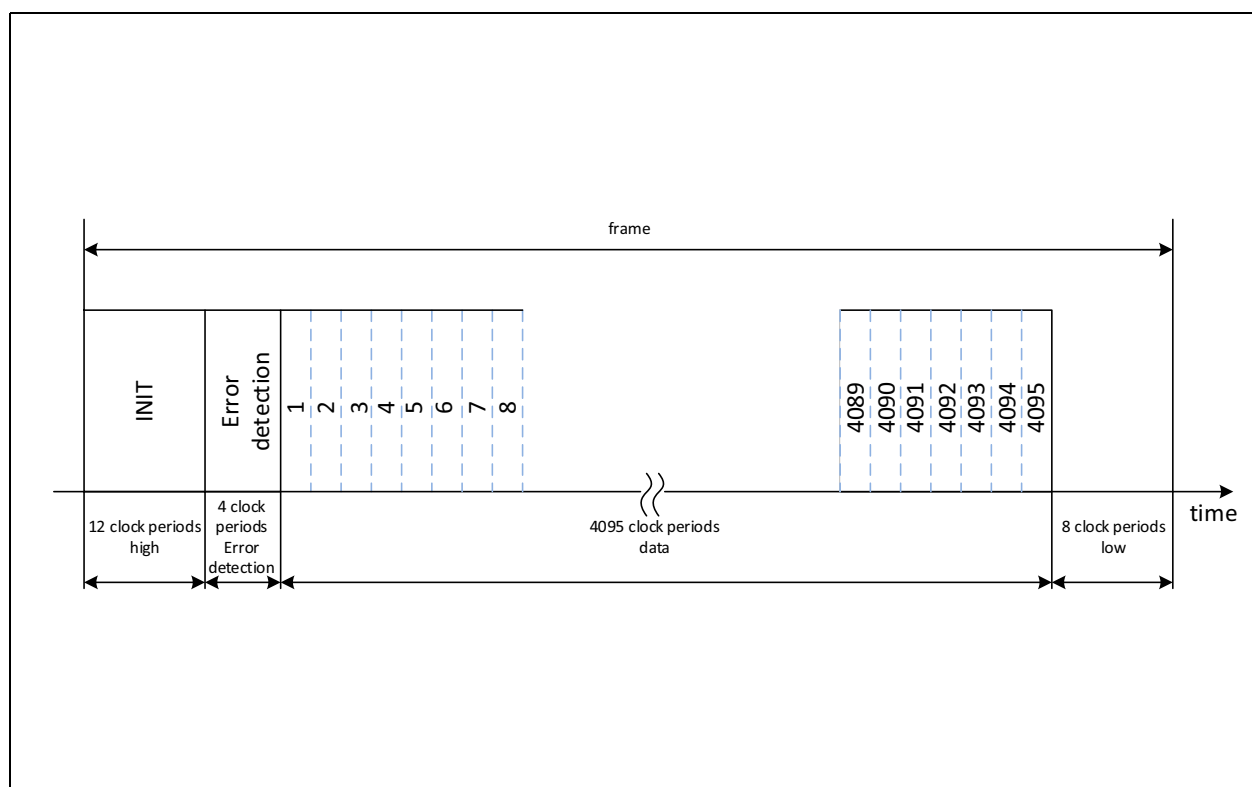 frame
INIT
Error
detection
1
2
3
4
5
6
7
8
4089
4090
4091
4092
4093
4094
4095
time
12 clock periods
high
4 clock
periods
Error
detection
4095 clock periods
data
8 clock periods
low